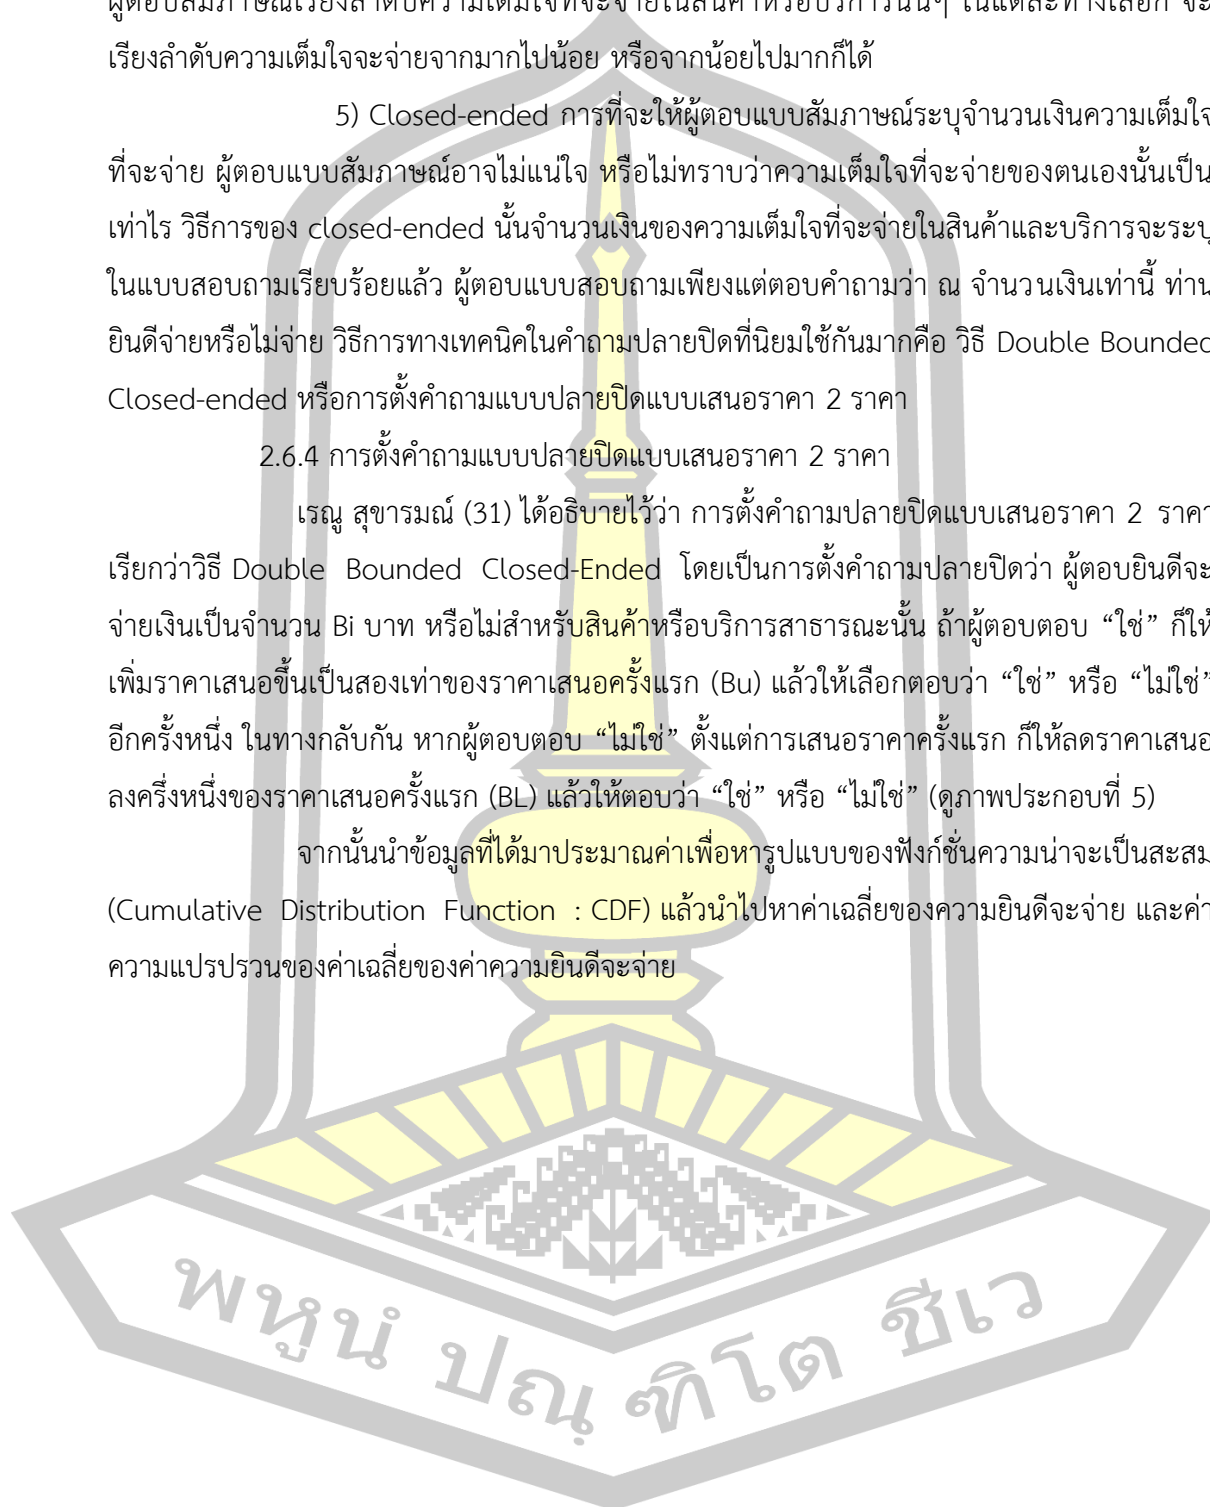 ผู้ตอบสัมภาษณ์เรียงลำดับความเต็มใจที่จะจ่ายในสินค้าหรือบริการนั้นๆ ในแต่ละทางเลือก จะ
เรียงลำดับความเต็มใจจะจ่ายจากมากไปน้อย หรือจากน้อยไปมากก็ได้
5) Closed-ended การที่จะให้ผู้ตอบแบบสัมภาษณ์ระบุจำนวนเงินความเต็มใจ
ที่จะจ่าย ผู้ตอบแบบสัมภาษณ์อาจไม่แน่ใจ หรือไม่ทราบว่าความเต็มใจที่จะจ่ายของตนเองนั้นเป็น
เท่าไร วิธีการของ closed-ended นั้นจำนวนเงินของความเต็มใจที่จะจ่ายในสินค้าและบริการจะระบุ
ในแบบสอบถามเรียบร้อยแล้ว ผู้ตอบแบบสอบถามเพียงแต่ตอบคำถามว่า ณ จำนวนเงินเท่านี้ ท่าน
ยินดีจ่ายหรือไม่จ่าย วิธีการทางเทคนิคในคำถามปลายปิดที่นิยมใช้กันมากคือ วิธี Double Bounded
Closed-ended หรือการตั้งคำถามแบบปลายปิดแบบเสนอราคา 2 ราคา
2.6.4 การตั้งคำถามแบบปลายปิดแบบเสนอราคา 2 ราคา
เรณู สุขารมณ์ (31) ได้อธิบายไว้ว่า การตั้งคำถามปลายปิดแบบเสนอราคา 2 ราคา
เรียกว่าวิธี Double Bounded Closed-Ended โดยเป็นการตั้งคำถามปลายปิดว่า ผู้ตอบยินดีจะ
จ่ายเงินเป็นจำนวน Bi บาท หรือไม่สำหรับสินค้าหรือบริการสาธารณะนั้น ถ้าผู้ตอบตอบ “ใช่” ก็ให้
เพิ่มราคาเสนอขึ้นเป็นสองเท่าของราคาเสนอครั้งแรก (Bu) แล้วให้เลือกตอบว่า “ใช่” หรือ “ไม่ใช่”
อีกครั้งหนึ่ง ในทางกลับกัน หากผู้ตอบตอบ “ไม่ใช่” ตั้งแต่การเสนอราคาครั้งแรก ก็ให้ลดราคาเสนอ
ลงครึ่งหนึ่งของราคาเสนอครั้งแรก (BL) แล้วให้ตอบว่า “ใช่” หรือ “ไม่ใช่” (ดูภาพประกอบที่ 5)
จากนั้นนำข้อมูลที่ได้มาประมาณค่าเพื่อหารูปแบบของฟังก์ชั่นความน่าจะเป็นสะสม
(Cumulative Distribution Function : CDF) แล้วนำไปหาค่าเฉลี่ยของความยินดีจะจ่าย และค่า
ความแปรปรวนของค่าเฉลี่ยของค่าความยินดีจะจ่าย
พหูนํ ปณฺฑิโต ชีเว